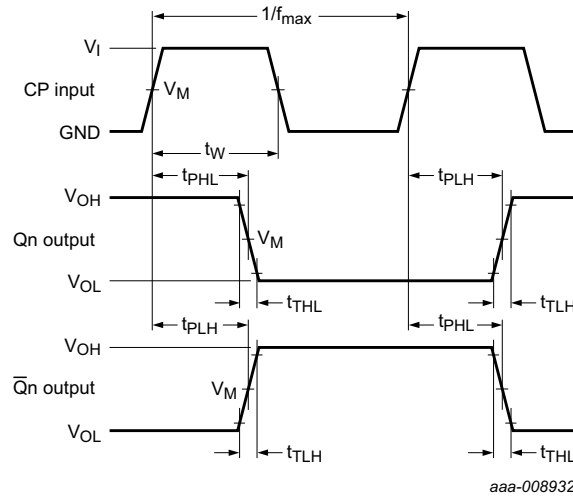 1/fmax
VI
CP input
VM
GND
tW
tPHL
tPLH
VOH
Qn output
VM
VOL
tTHL
tTLH
tPLH
tPHL
VOH
Q̅n output
VM
VOL
tTLH
tTHL
aaa-008932